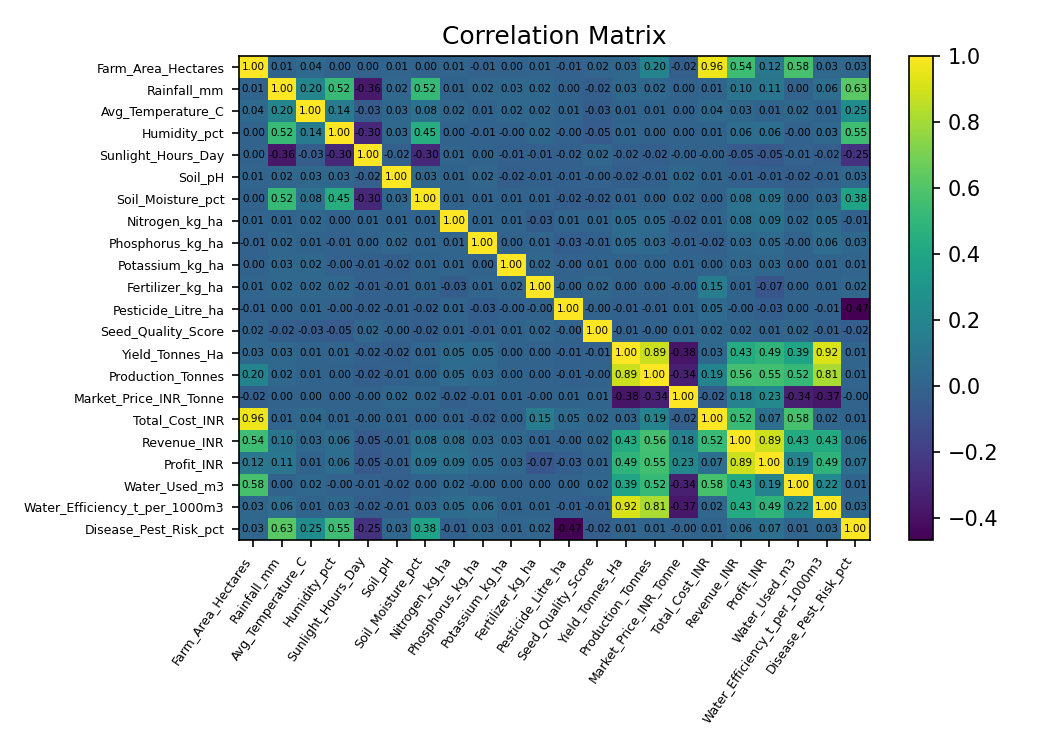 Correlation Matrix
Farm_Area_Hectares 1.00 0.01 0.04 0.00 0.00 0.01 0.00 0.01 -0.01 0.00 0.01 -0.01 0.02 0.03 0.20 -0.02 0.96 0.54 0.12 0.58 0.03 0.03
Rainfall_mm 0.01 1.00 0.20 0.52 -0.36 0.02 0.52 0.01 0.02 0.03 0.02 0.00 -0.02 0.03 0.02 0.00 0.01 0.10 0.11 0.00 0.06 0.63
Avg_Temperature_C 0.04 0.20 1.00 0.14 -0.03 0.03 0.08 0.02 0.01 0.02 0.02 0.01 -0.03 0.01 0.01 0.00 0.04 0.03 0.01 0.02 0.01 0.25
Humidity_pct 0.00 0.52 0.14 1.00 -0.30 0.03 0.45 0.00 -0.01 -0.00 0.02 -0.00 -0.05 0.01 0.00 0.00 0.01 0.06 0.06 -0.00 0.03 0.55
Sunlight_Hours_Day 0.00 -0.36 -0.03 -0.30 1.00 -0.02 -0.30 0.01 0.00 -0.01 -0.01 -0.02 0.02 -0.02 -0.02 -0.00 -0.00 -0.05 -0.05 -0.01 -0.02 -0.25
Soil_pH 0.01 0.02 0.03 0.03 -0.02 1.00 0.03 0.01 0.02 -0.02 -0.01 -0.01 -0.00 -0.02 -0.01 0.02 0.01 -0.01 -0.01 -0.02 -0.01 0.03
Soil_Moisture_pct 0.00 0.52 0.08 0.45 -0.30 0.03 1.00 0.01 0.01 0.01 0.01 -0.02 -0.02 0.01 0.00 0.02 0.00 0.08 0.09 0.00 0.03 0.38
Nitrogen_kg_ha 0.01 0.01 0.02 0.00 0.01 0.01 0.01 1.00 0.00 0.01 -0.03 0.01 0.01 0.05 0.05 -0.02 0.01 0.08 0.09 0.02 0.05 -0.01
Phosphorus_kg_ha -0.01 0.02 0.01 -0.01 0.00 0.02 0.01 0.00 1.00 0.00 0.01 -0.03 -0.01 0.05 0.03 -0.01 -0.02 0.03 0.05 -0.00 0.06 0.03
Potassium_kg_ha 0.00 0.03 0.02 -0.00 -0.01 -0.02 0.01 0.01 0.00 1.00 0.02 -0.00 0.01 0.00 0.00 0.01 0.00 0.03 0.03 0.00 0.01 0.01
Fertilizer_kg_ha 0.01 0.02 0.02 0.02 -0.01 -0.01 0.01 -0.03 0.01 0.02 1.00 -0.00 0.02 0.00 0.00 -0.00 0.15 0.01 -0.07 0.00 0.01 0.02
Pesticide_Litre_ha -0.01 0.00 0.01 -0.00 -0.02 -0.01 -0.02 0.01 -0.03 -0.00 -0.00 1.00 -0.00 -0.01 -0.01 0.01 0.05 -0.00 -0.03 0.00 -0.01 -0.47
Seed_Quality_Score 0.02 -0.02 -0.03 -0.05 0.02 -0.00 -0.02 0.01 -0.01 0.01 0.02 -0.00 1.00 -0.01 -0.00 0.01 0.02 0.02 0.01 0.02 -0.01 -0.02
Yield_Tonnes_Ha 0.03 0.03 0.01 0.01 -0.02 -0.02 0.01 0.05 0.05 0.00 0.00 -0.01 -0.01 1.00 0.89 -0.38 0.03 0.43 0.49 0.39 0.92 0.01
Production_Tonnes 0.20 0.02 0.01 0.00 -0.02 -0.01 0.00 0.05 0.03 0.00 0.00 -0.01 -0.00 0.89 1.00 -0.34 0.19 0.56 0.55 0.52 0.81 0.01
Market_Price_INR_Tonne -0.02 0.00 0.00 0.00 -0.00 0.02 0.02 -0.02 -0.01 0.01 -0.00 0.01 0.01 -0.38 -0.34 1.00 -0.02 0.18 0.23 -0.34 -0.37 -0.00
Total_Cost_INR 0.96 0.01 0.04 0.01 -0.00 0.01 0.00 0.01 -0.02 0.00 0.15 0.05 0.02 0.03 0.19 -0.02 1.00 0.52 0.07 0.58 0.02 0.01
Revenue_INR 0.54 0.10 0.03 0.06 -0.05 -0.01 0.08 0.08 0.03 0.03 0.01 -0.00 0.02 0.43 0.56 0.18 0.52 1.00 0.89 0.43 0.43 0.06
Profit_INR 0.12 0.11 0.01 0.06 -0.05 -0.01 0.09 0.09 0.05 0.03 -0.07 -0.03 0.01 0.49 0.55 0.23 0.07 0.89 1.00 0.19 0.49 0.07
Water_Used_m3 0.58 0.00 0.02 -0.00 -0.01 -0.02 0.00 0.02 -0.00 0.00 0.00 0.00 0.02 0.39 0.52 -0.34 0.58 0.43 0.19 1.00 0.22 0.01
Water_Efficiency_t_per_1000m3 0.03 0.06 0.01 0.03 -0.02 -0.01 0.03 0.05 0.06 0.01 0.01 -0.01 -0.01 0.92 0.81 -0.37 0.02 0.43 0.49 0.22 1.00 0.03
Disease_Pest_Risk_pct 0.03 0.63 0.25 0.55 -0.25 0.03 0.38 -0.01 0.03 0.01 0.02 -0.47 -0.02 0.01 0.01 -0.00 0.01 0.06 0.07 0.01 0.03 1.00
Farm_Area_Hectares
Rainfall_mm
Avg_Temperature_C
Humidity_pct
Sunlight_Hours_Day
Soil_pH
Soil_Moisture_pct
Nitrogen_kg_ha
Phosphorus_kg_ha
Potassium_kg_ha
Fertilizer_kg_ha
Pesticide_Litre_ha
Seed_Quality_Score
Yield_Tonnes_Ha
Production_Tonnes
Market_Price_INR_Tonne
Total_Cost_INR
Revenue_INR
Profit_INR
Water_Used_m3
Water_Efficiency_t_per_1000m3
Disease_Pest_Risk_pct
1.0
0.8
0.6
0.4
0.2
0.0
−0.2
−0.4